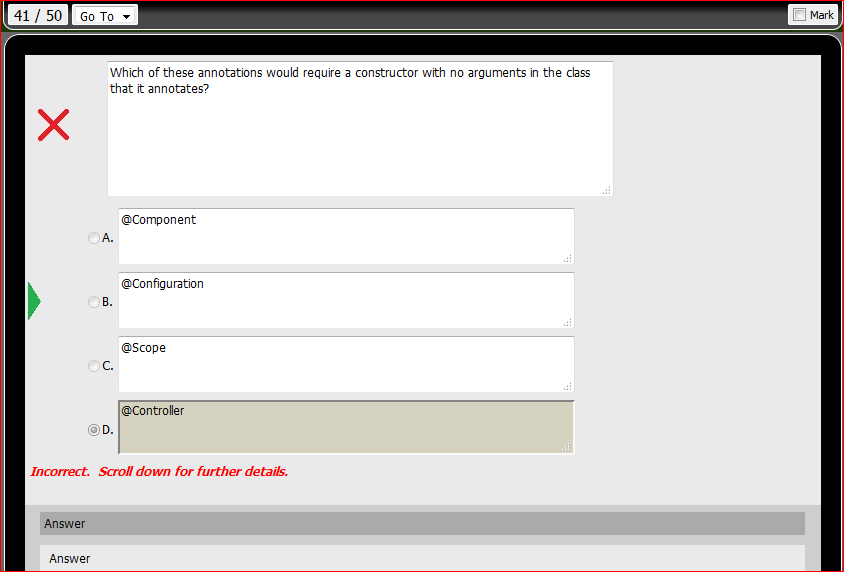 41 / 50 Go To Mark
Which of these annotations would require a constructor with no arguments in the class
that it annotates?
A. @Component
B. @Configuration
C. @Scope
D. @Controller
Incorrect. Scroll down for further details.
Answer
Answer